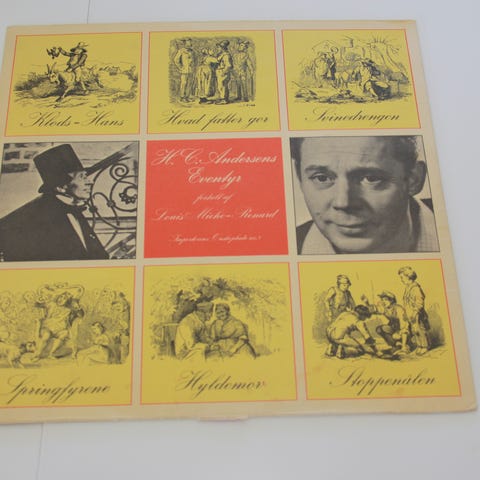 Klods-Hans
Hvad fatter gør
Svinedrengen
H. C. Andersens
Eventyr
fortalt af
Louis Miehe-Renard
Springfyrene
Hyldemor
Stoppenålen